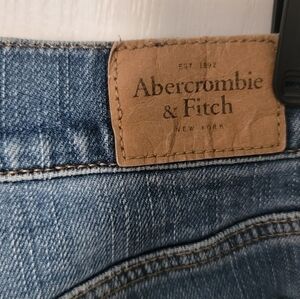 EST. 1892
Abercrombie
& Fitch
NEW YORK